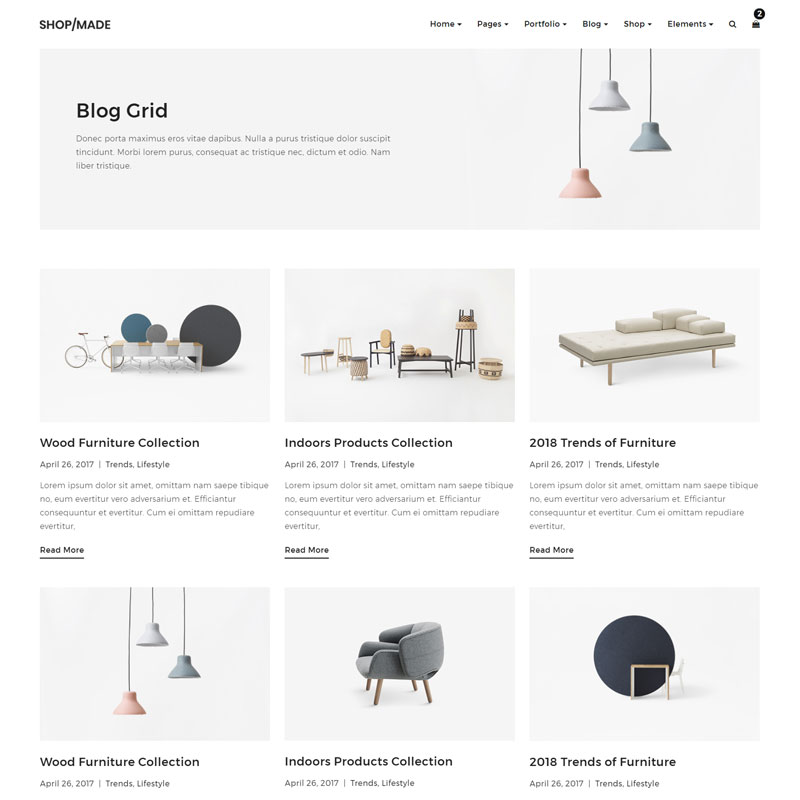 SHOP/MADE
Home Pages Portfolio Blog Shop Elements 2
Blog Grid
Donec porta maximus eros vitae dapibus. Nulla a purus tristique dolor suscipit
tincidunt. Morbi lorem purus, consequat ac tristique nec, dictum et odio. Nam
liber tristique.
Wood Furniture Collection
April 26, 2017 | Trends, Lifestyle
Lorem ipsum dolor sit amet, omittam nam saepe tibique
no, eum evertitur vero adversarium et. Efficiantur
consequuntur et evertitur. Cum ei omittam repudiare
evertitur,
Read More
Indoors Products Collection
April 26, 2017 | Trends, Lifestyle
Lorem ipsum dolor sit amet, omittam nam saepe tibique
no, eum evertitur vero adversarium et. Efficiantur
consequuntur et evertitur. Cum ei omittam repudiare
evertitur,
Read More
2018 Trends of Furniture
April 26, 2017 | Trends, Lifestyle
Lorem ipsum dolor sit amet, omittam nam saepe tibique
no, eum evertitur vero adversarium et. Efficiantur
consequuntur et evertitur. Cum ei omittam repudiare
evertitur,
Read More
Wood Furniture Collection
April 26, 2017 | Trends, Lifestyle
Indoors Products Collection
April 26, 2017 | Trends, Lifestyle
2018 Trends of Furniture
April 26, 2017 | Trends, Lifestyle